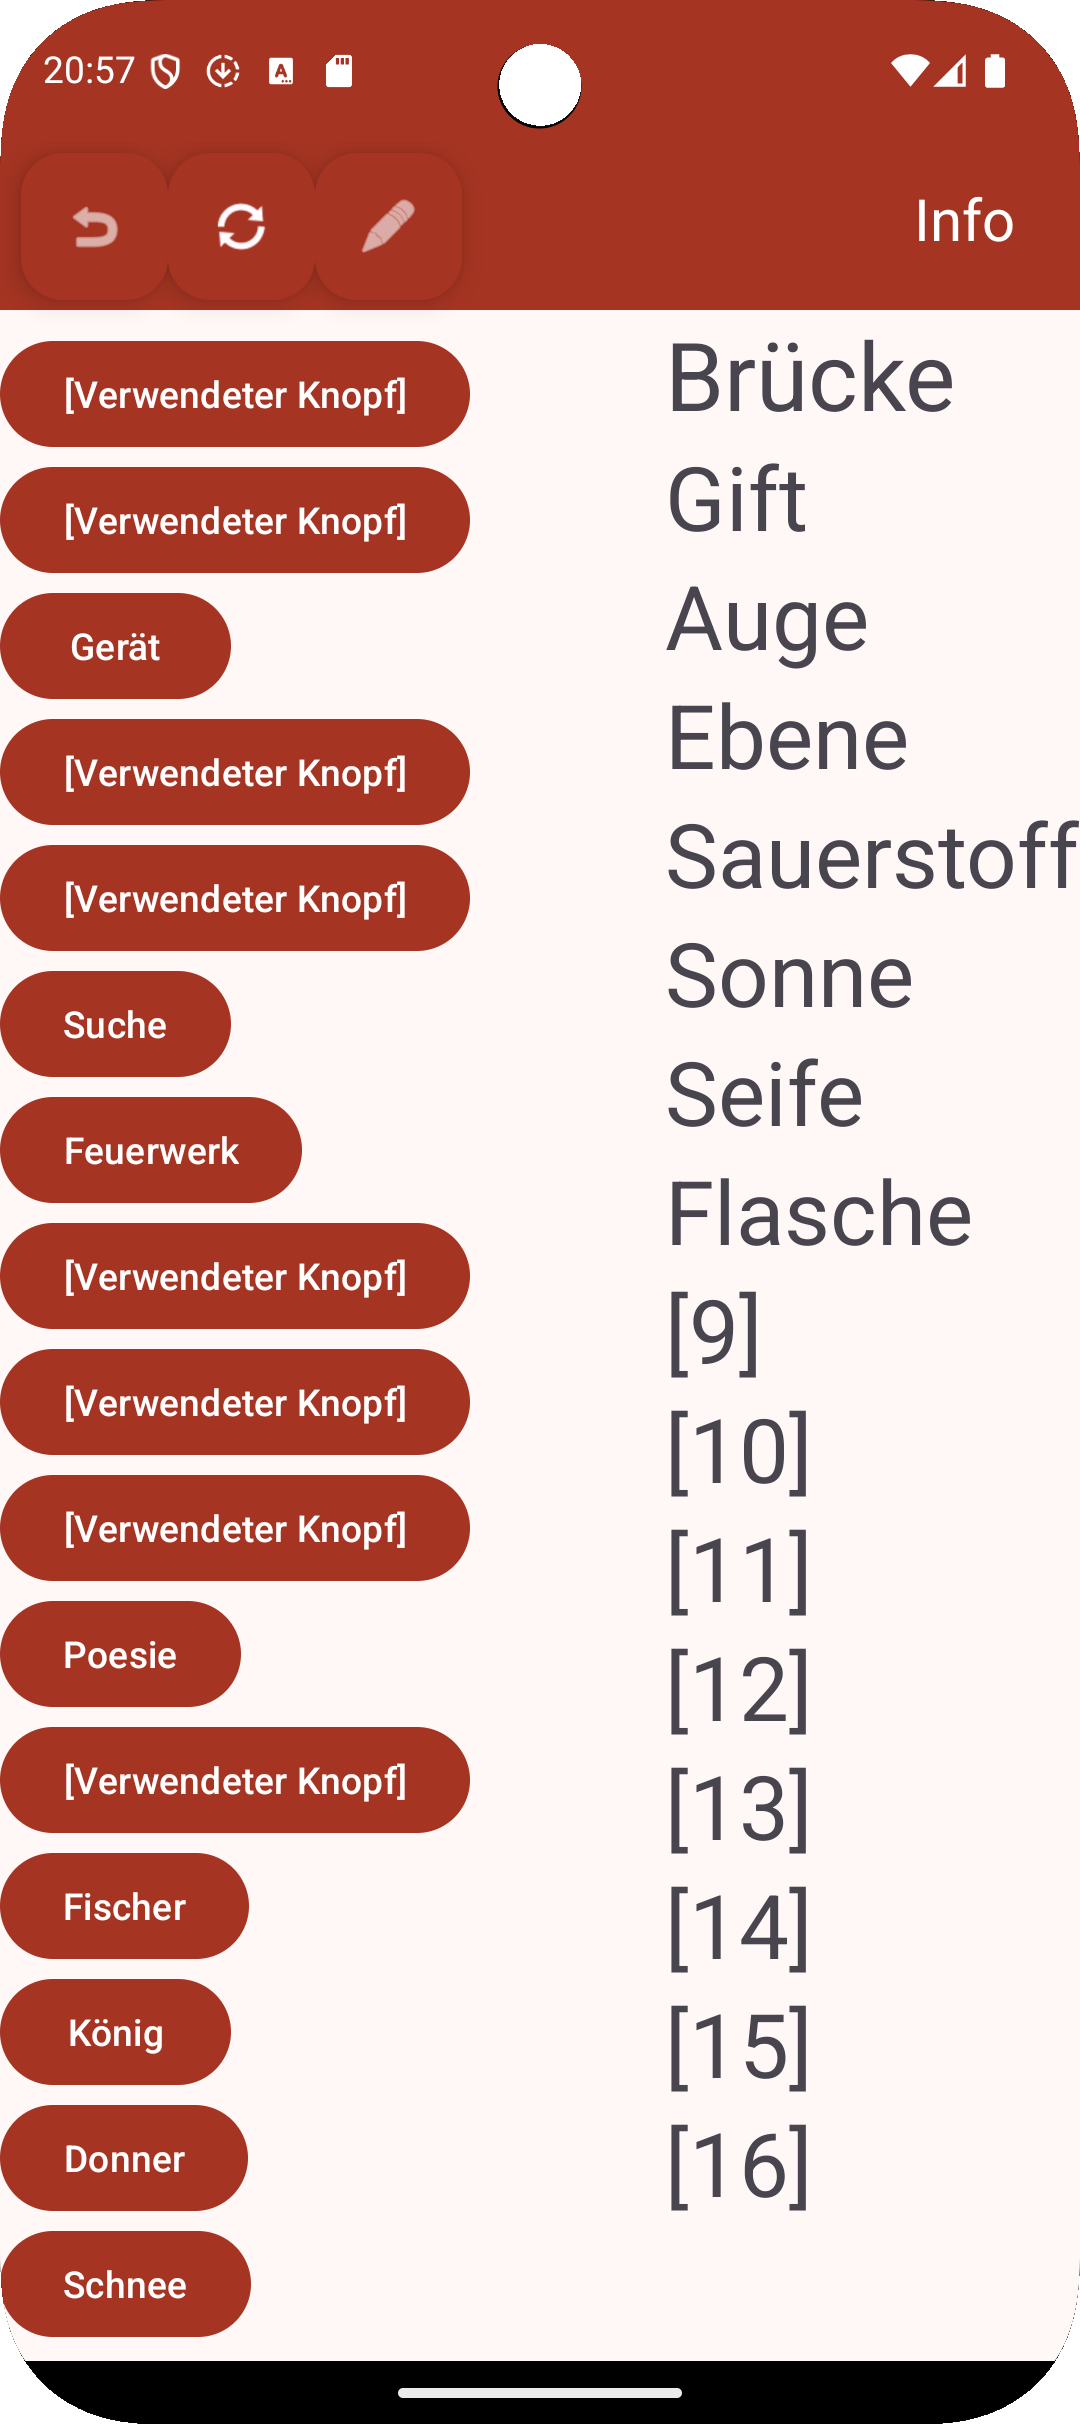 20:57
Info
[Verwendeter Knopf]
[Verwendeter Knopf]
Gerät
[Verwendeter Knopf]
[Verwendeter Knopf]
Suche
Feuerwerk
[Verwendeter Knopf]
[Verwendeter Knopf]
[Verwendeter Knopf]
Poesie
[Verwendeter Knopf]
Fischer
König
Donner
Schnee
Brücke
Gift
Auge
Ebene
Sauerstoff
Sonne
Seife
Flasche
[9]
[10]
[11]
[12]
[13]
[14]
[15]
[16]